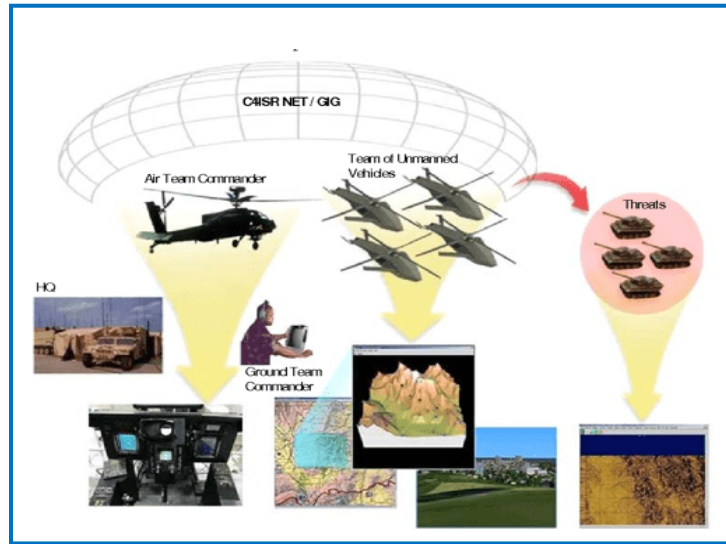 C4ISR NET / GIG
Team of Unmanned
Vehicles
Air Team Commander
Threats
HQ
Ground Team
Commander